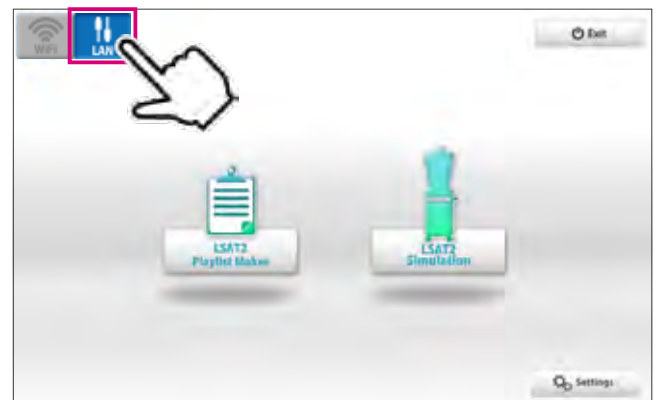 WiFi
LAN
Exit
LSAT2
Playlist Maker
LSAT2
Simulation
Settings